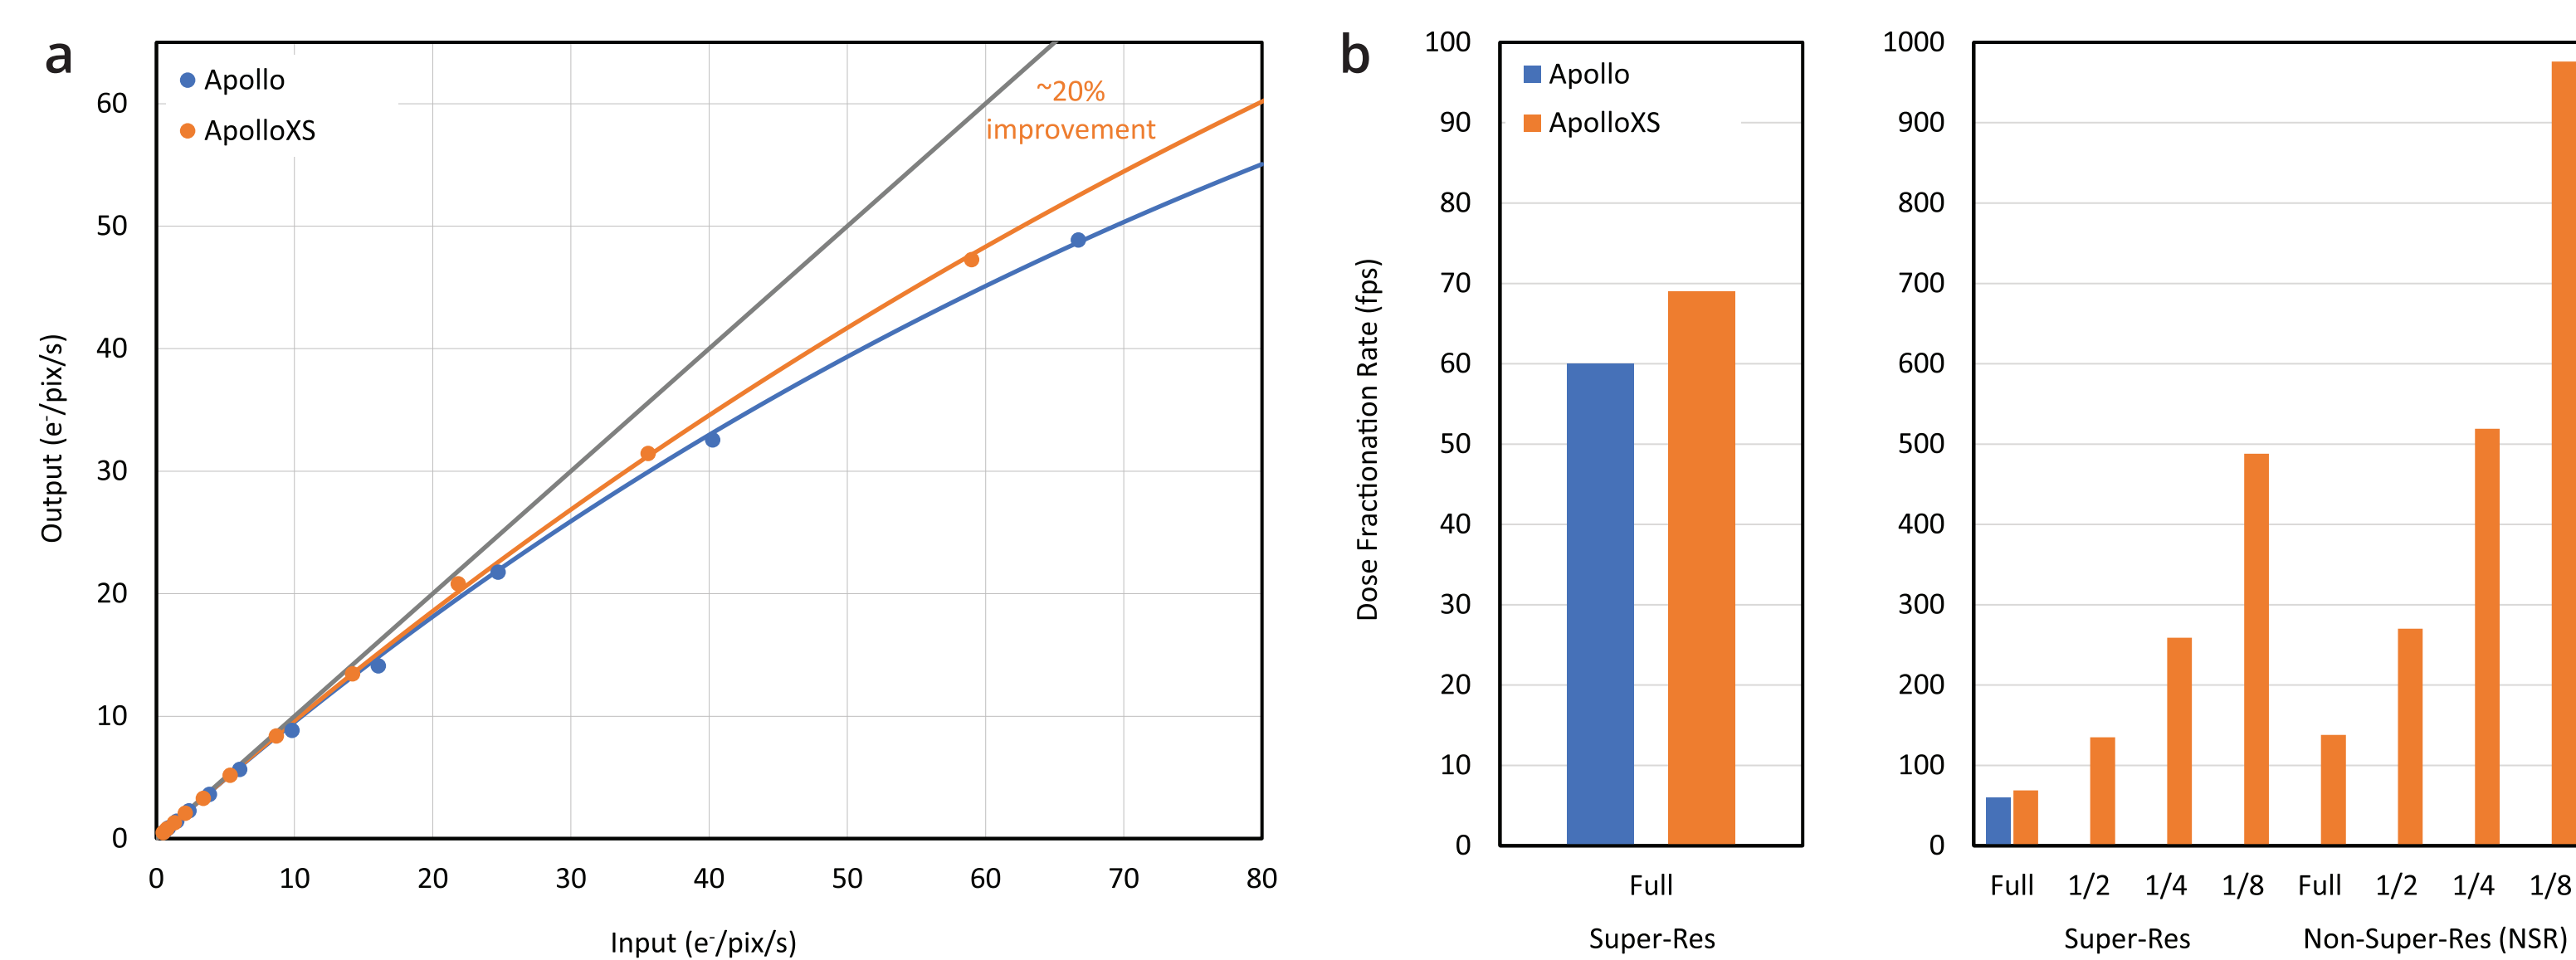 a
Apollo
ApolloXS
~20%
improvement
60
50
40
30
20
10
0
Output (e-/pix/s)
0 10 20 30 40 50 60 70 80
Input (e-/pix/s)
b
Dose Fractionation Rate (fps)
100
90
80
70
60
50
40
30
20
10
0
Apollo
ApolloXS
Full
Super-Res
1000
900
800
700
600
500
400
300
200
100
0
Full 1/2 1/4 1/8 Full 1/2 1/4 1/8
Super-Res Non-Super-Res (NSR)